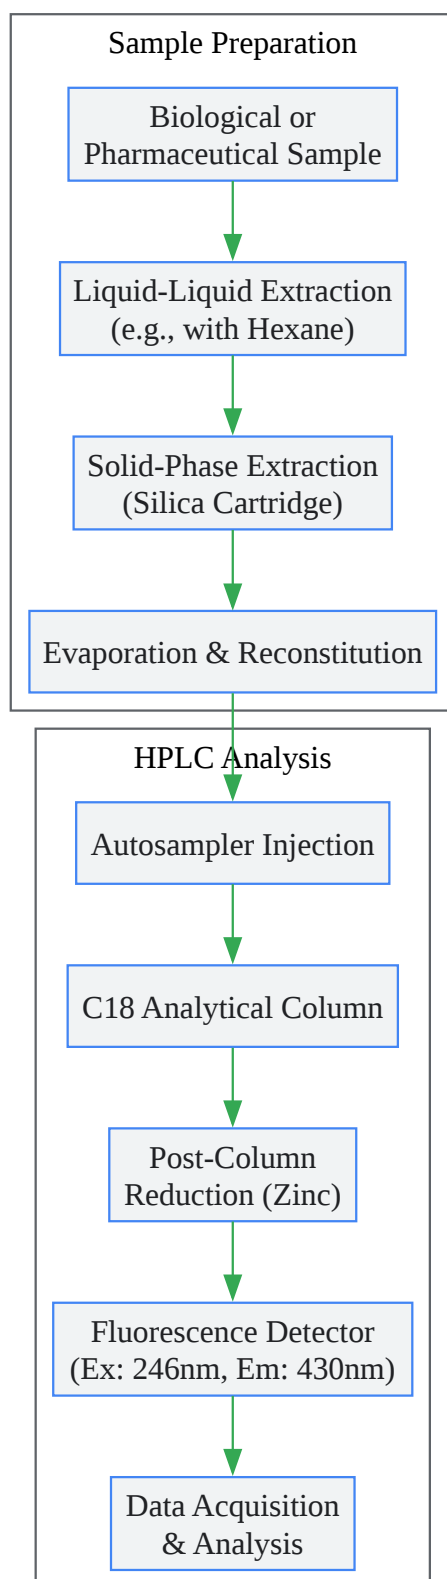 Sample Preparation
Biological or
Pharmaceutical Sample
Liquid-Liquid Extraction
(e.g., with Hexane)
Solid-Phase Extraction
(Silica Cartridge)
Evaporation & Reconstitution
HPLC Analysis
Autosampler Injection
C18 Analytical Column
Post-Column
Reduction (Zinc)
Fluorescence Detector
(Ex: 246nm, Em: 430nm)
Data Acquisition
& Analysis